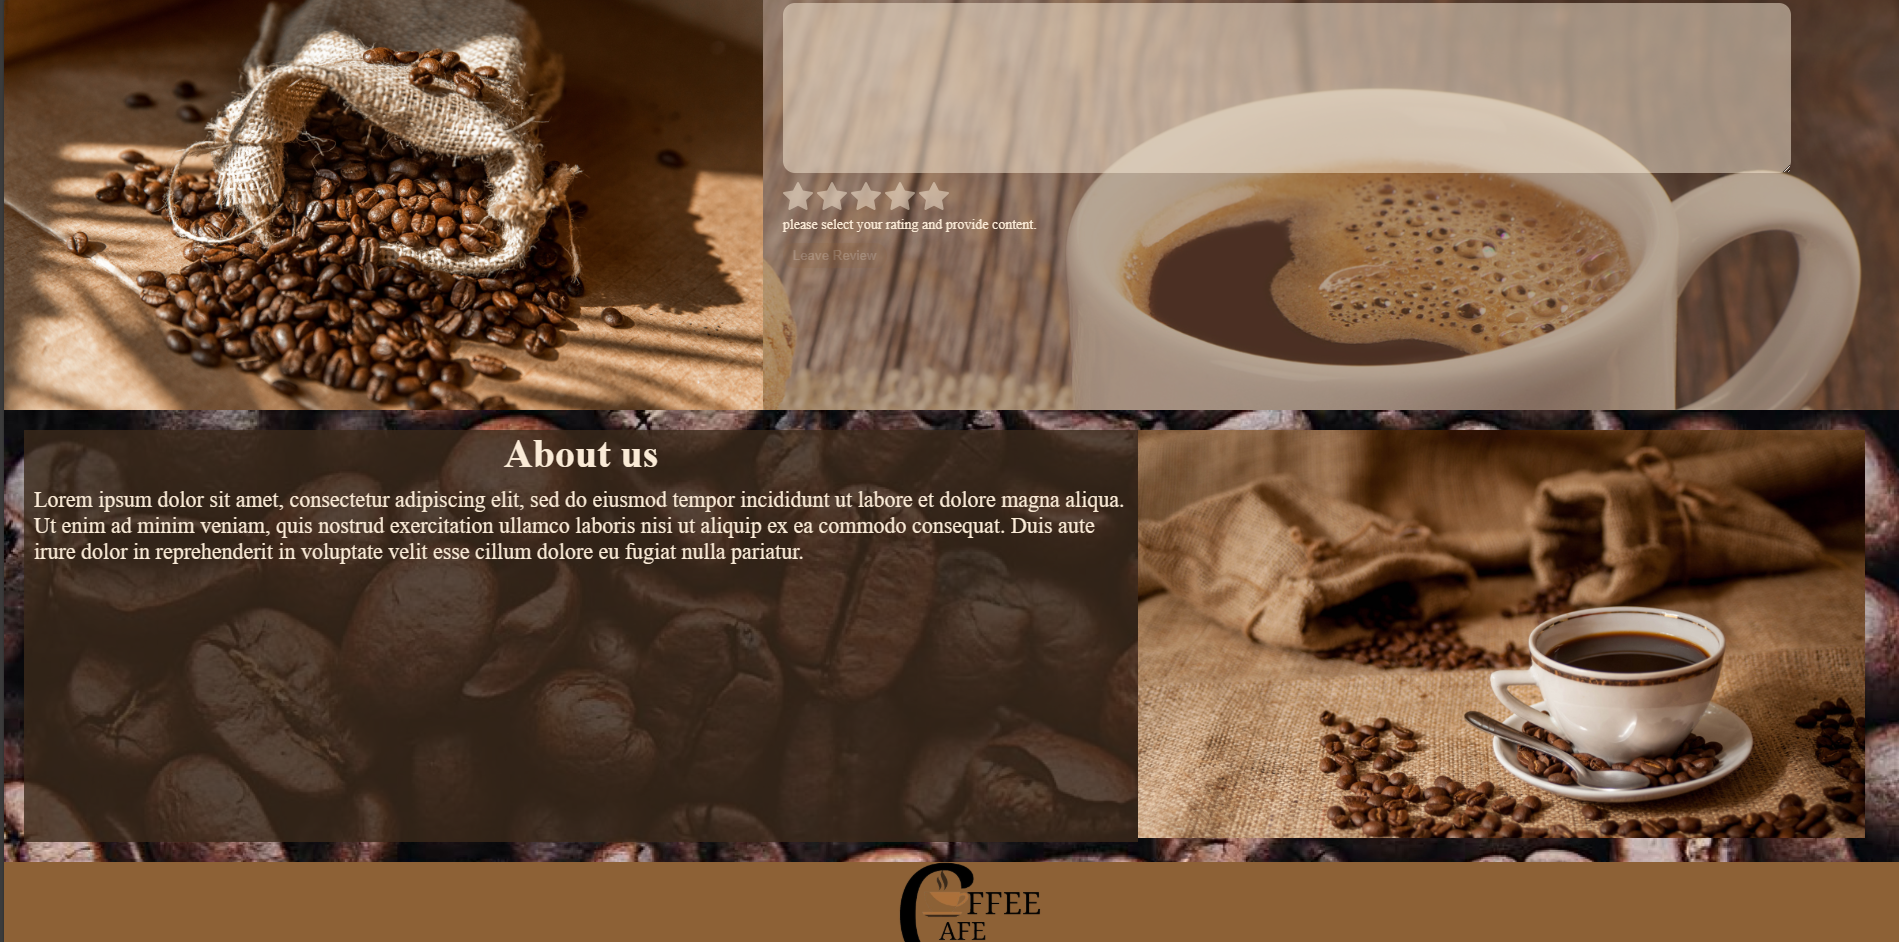 please select your rating and provide content.
Leave Review
About us
Lorem ipsum dolor sit amet, consectetur adipiscing elit, sed do eiusmod tempor incididunt ut labore et dolore magna aliqua.
Ut enim ad minim veniam, quis nostrud exercitation ullamco laboris nisi ut aliquip ex ea commodo consequat. Duis aute
irure dolor in reprehenderit in voluptate velit esse cillum dolore eu fugiat nulla pariatur.
CFFEE
AFE